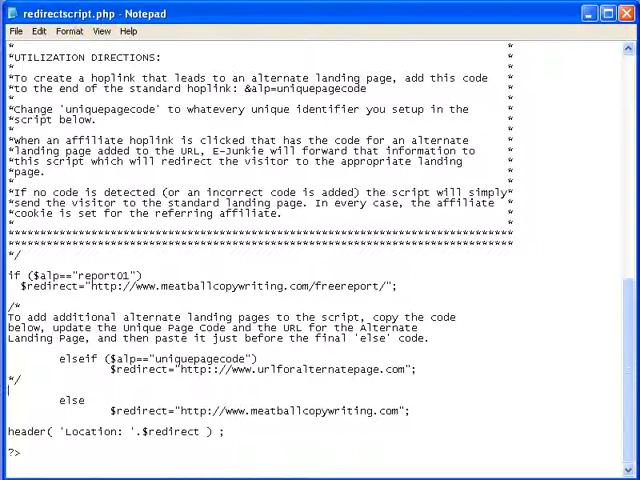 redirectscript.php - Notepad
File Edit Format View Help
* *
*UTILIZATION DIRECTIONS: *
* *
*To create a hoplink that leads to an alternate landing page, add this code *
*to the end of the standard hoplink: &alp=uniquepagecode *
* *
*Change 'uniquepagecode' to whatevery unique identifier you setup in the *
*script below. *
* *
*When an affiliate hoplink is clicked that has the code for an alternate *
*landing page added to the URL, E-Junkie will forward that information to *
*this script which will redirect the visitor to the appropriate landing *
*page. *
* *
*If no code is detected (or an incorrect code is added) the script will simply*
*send the visitor to the standard landing page. In every case, the affiliate *
*cookie is set for the referring affiliate. *
* *
*******************************************************************************
*******************************************************************************
*/
if ($alp=="report01")
$redirect="http://www.meatballcopywriting.com/freereport/";
/*
To add additional alternate landing pages to the script, copy the code
below, update the Unique Page Code and the URL for the Alternate
Landing Page, and then paste it just before the final 'else' code.
elseif ($alp=="uniquepagecode")
$redirect="http:://www.urlforalternatepage.com";
*/
else
$redirect="http://www.meatballcopywriting.com";
header( 'Location: '.$redirect ) ;
?>